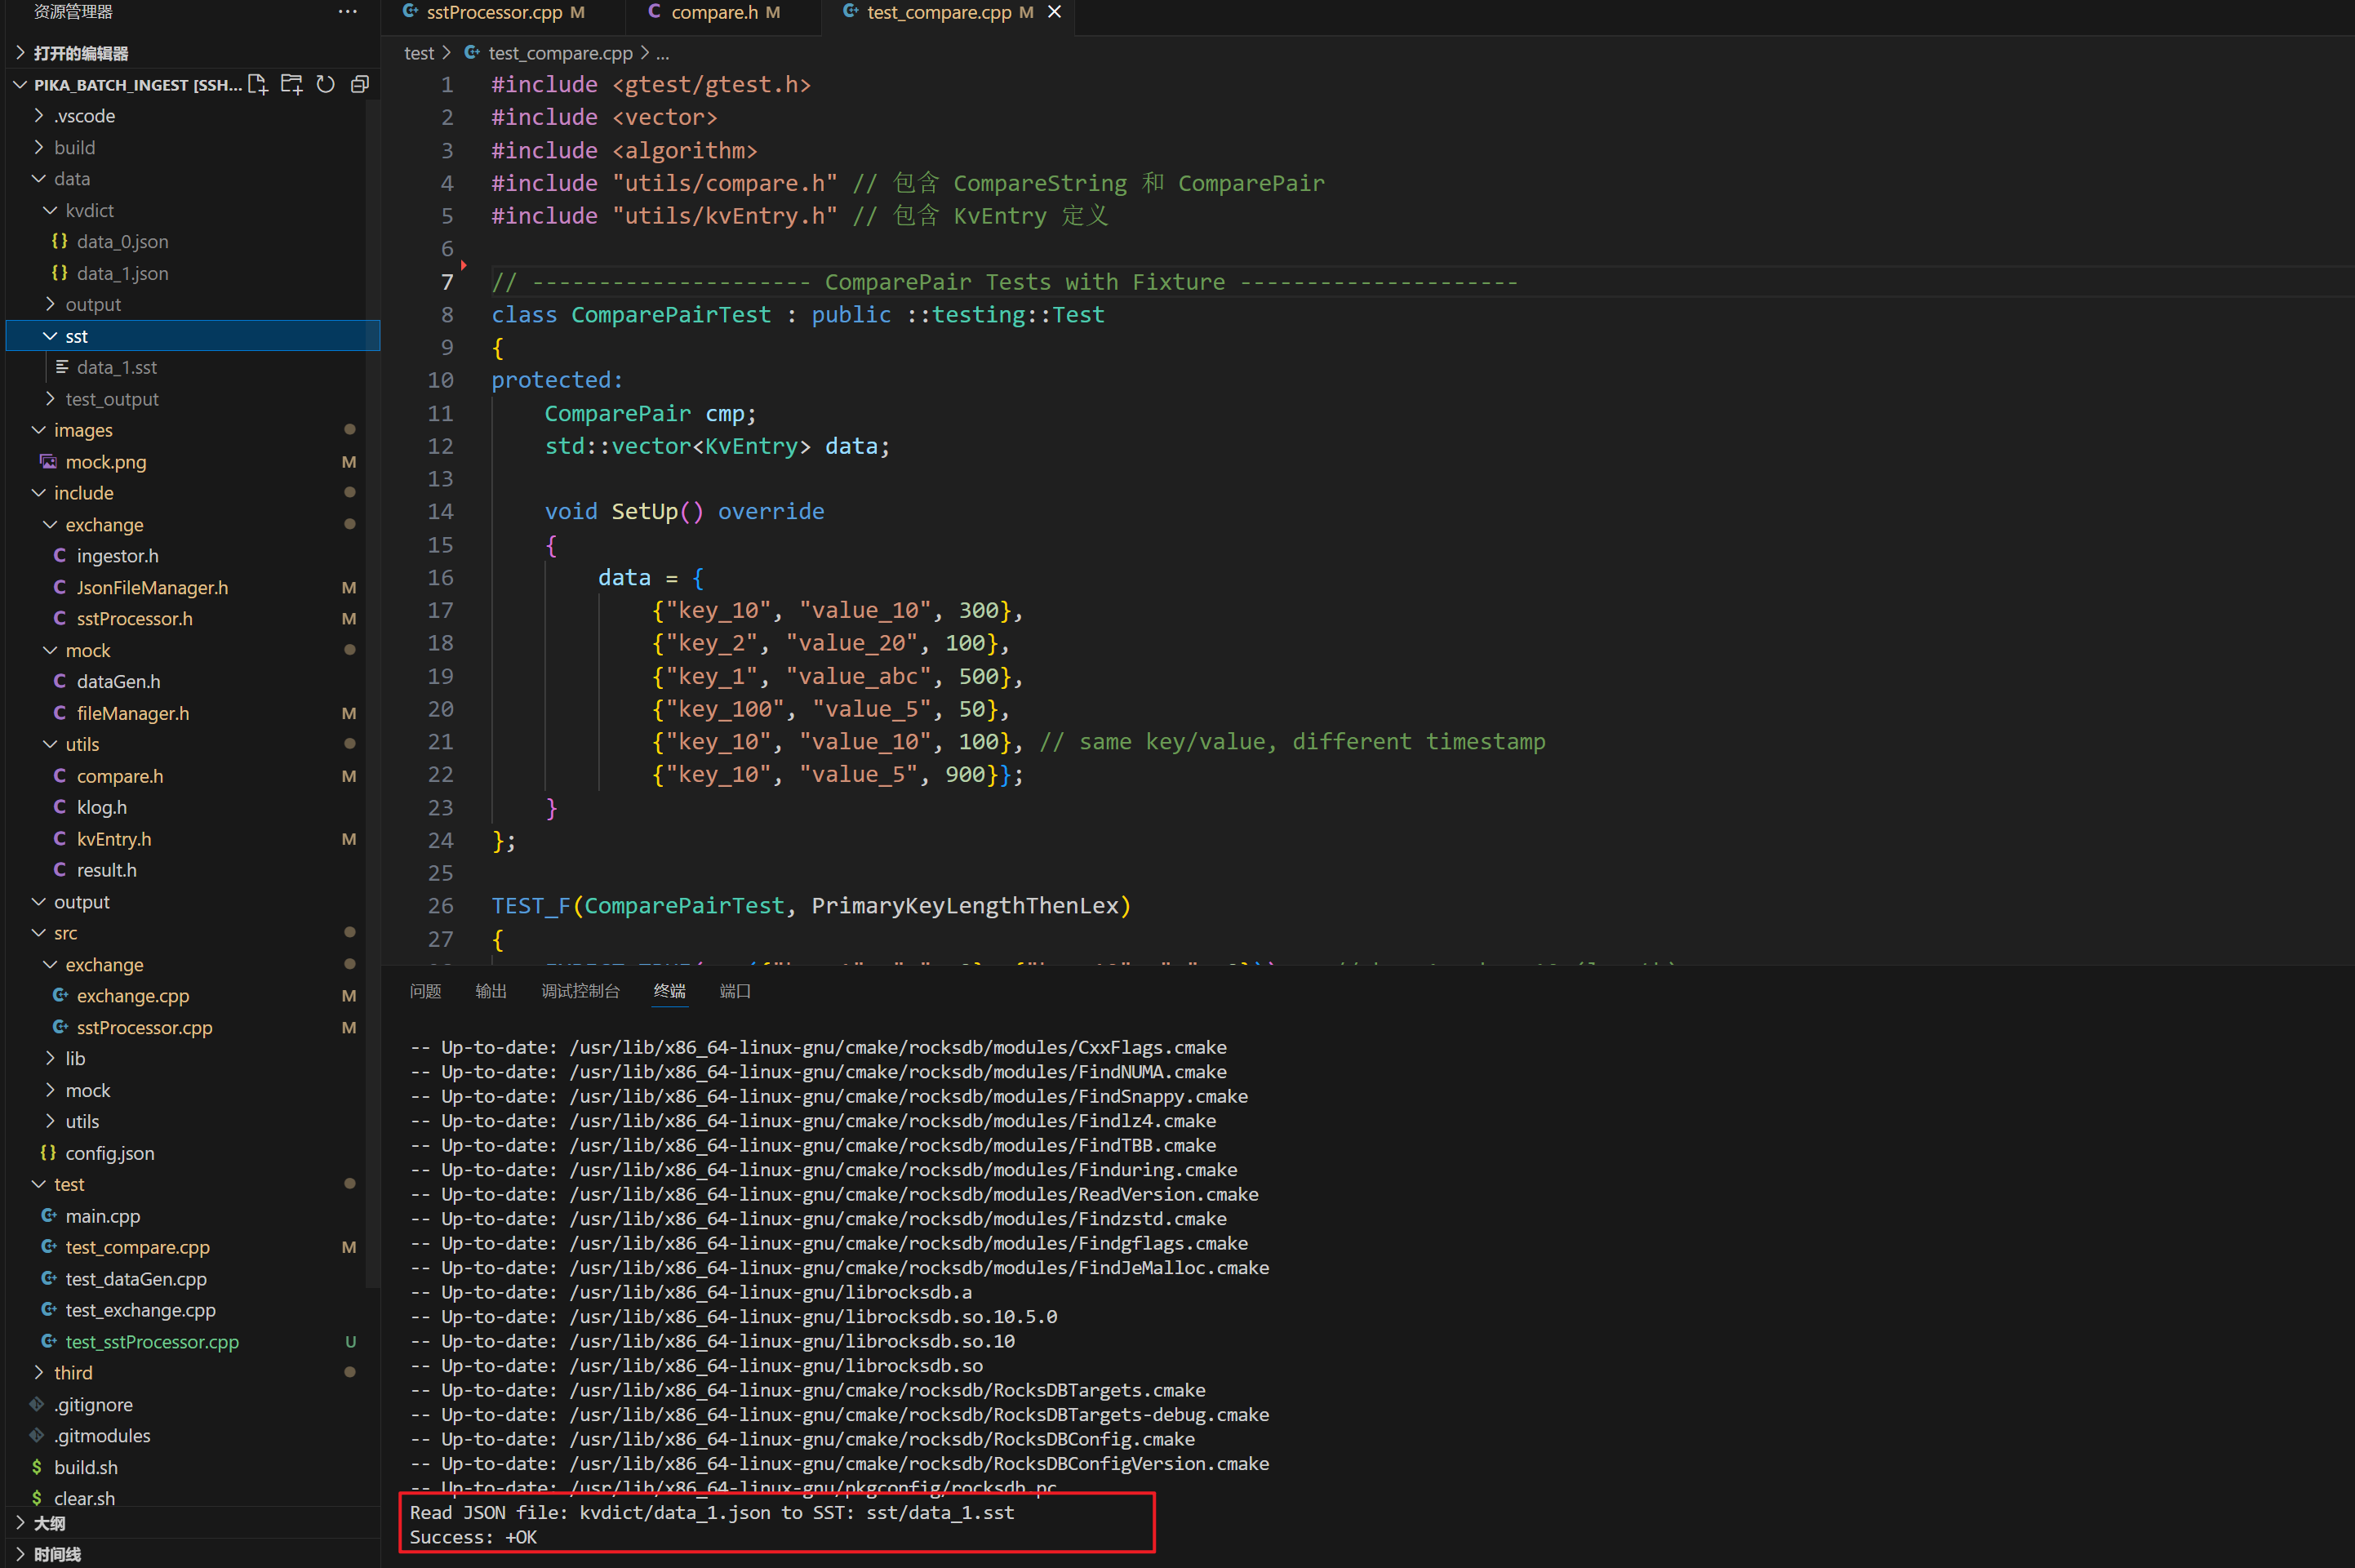 资源管理器
打开的编辑器
PIKA_BATCH_INGEST [SSH...
.vscode
build
data
kvdict
data_0.json
data_1.json
output
sst
data_1.sst
test_output
images
mock.png M
include
exchange
ingestor.h
JsonFileManager.h M
sstProcessor.h M
mock
dataGen.h
fileManager.h M
utils
compare.h M
klog.h
kvEntry.h M
result.h
output
src
exchange
exchange.cpp M
sstProcessor.cpp M
lib
mock
utils
config.json
test
main.cpp
test_compare.cpp M
test_dataGen.cpp
test_exchange.cpp
test_sstProcessor.cpp U
third
.gitignore
.gitmodules
build.sh
clear.sh
大纲
时间线
sstProcessor.cpp M
compare.h M
test_compare.cpp M
test > test_compare.cpp > ...
1 #include <gtest/gtest.h>
2 #include <vector>
3 #include <algorithm>
4 #include "utils/compare.h" // 包含 CompareString 和 ComparePair
5 #include "utils/kvEntry.h" // 包含 KvEntry 定义
6
7 // --------------------- ComparePair Tests with Fixture ---------------------
8 class ComparePairTest : public ::testing::Test
9 {
10 protected:
11 ComparePair cmp;
12 std::vector<KvEntry> data;
13
14 void SetUp() override
15 {
16 data = {
17 {"key_10", "value_10", 300},
18 {"key_2", "value_20", 100},
19 {"key_1", "value_abc", 500},
20 {"key_100", "value_5", 50},
21 {"key_10", "value_10", 100}, // same key/value, different timestamp
22 {"key_10", "value_5", 900}};
23 }
24 };
25
26 TEST_F(ComparePairTest, PrimaryKeyLengthThenLex)
27 {
问题 输出 调试控制台 终端 端口
-- Up-to-date: /usr/lib/x86_64-linux-gnu/cmake/rocksdb/modules/CxxFlags.cmake
-- Up-to-date: /usr/lib/x86_64-linux-gnu/cmake/rocksdb/modules/FindNUMA.cmake
-- Up-to-date: /usr/lib/x86_64-linux-gnu/cmake/rocksdb/modules/FindSnappy.cmake
-- Up-to-date: /usr/lib/x86_64-linux-gnu/cmake/rocksdb/modules/Findlz4.cmake
-- Up-to-date: /usr/lib/x86_64-linux-gnu/cmake/rocksdb/modules/FindTBB.cmake
-- Up-to-date: /usr/lib/x86_64-linux-gnu/cmake/rocksdb/modules/Finduring.cmake
-- Up-to-date: /usr/lib/x86_64-linux-gnu/cmake/rocksdb/modules/ReadVersion.cmake
-- Up-to-date: /usr/lib/x86_64-linux-gnu/cmake/rocksdb/modules/Findzstd.cmake
-- Up-to-date: /usr/lib/x86_64-linux-gnu/cmake/rocksdb/modules/Findgflags.cmake
-- Up-to-date: /usr/lib/x86_64-linux-gnu/cmake/rocksdb/modules/FindJeMalloc.cmake
-- Up-to-date: /usr/lib/x86_64-linux-gnu/librocksdb.a
-- Up-to-date: /usr/lib/x86_64-linux-gnu/librocksdb.so.10.5.0
-- Up-to-date: /usr/lib/x86_64-linux-gnu/librocksdb.so.10
-- Up-to-date: /usr/lib/x86_64-linux-gnu/librocksdb.so
-- Up-to-date: /usr/lib/x86_64-linux-gnu/cmake/rocksdb/RocksDBTargets.cmake
-- Up-to-date: /usr/lib/x86_64-linux-gnu/cmake/rocksdb/RocksDBTargets-debug.cmake
-- Up-to-date: /usr/lib/x86_64-linux-gnu/cmake/rocksdb/RocksDBConfig.cmake
-- Up-to-date: /usr/lib/x86_64-linux-gnu/cmake/rocksdb/RocksDBConfigVersion.cmake
-- Up-to-date: /usr/lib/x86_64-linux-gnu/pkgconfig/rocksdb.pc
Read JSON file: kvdict/data_1.json to SST: sst/data_1.sst
Success: +OK